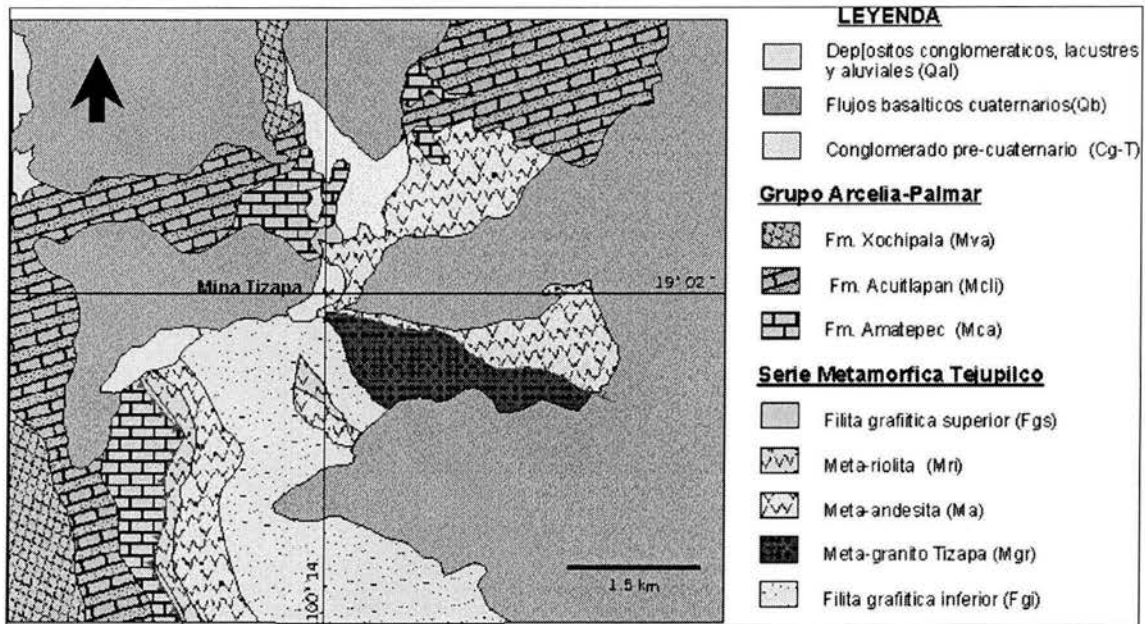 LEYENDA
Dep[ositos conglomeraticos, lacustres
y aluviales (Qal)
Flujos basalticos cuaternarios(Qb)
Conglomerado pre-cuaternario (Cg-T)
Grupo Arcelia-Palmar
Fm. Xochipala (Mva)
Fm. Acuitlapan (Mcli)
Fm. Amatepec (Mca)
Serie Metamorfica Tejupilco
Filita grafiitica superior (Fgs)
Meta-riolita (Mri)
Meta-andesita (Ma)
Meta-granito Tizapa (Mgr)
Filita grafiitica inferior (Fgi)
Mina Tizapa
19° 02'
100° 14'
1.5 km